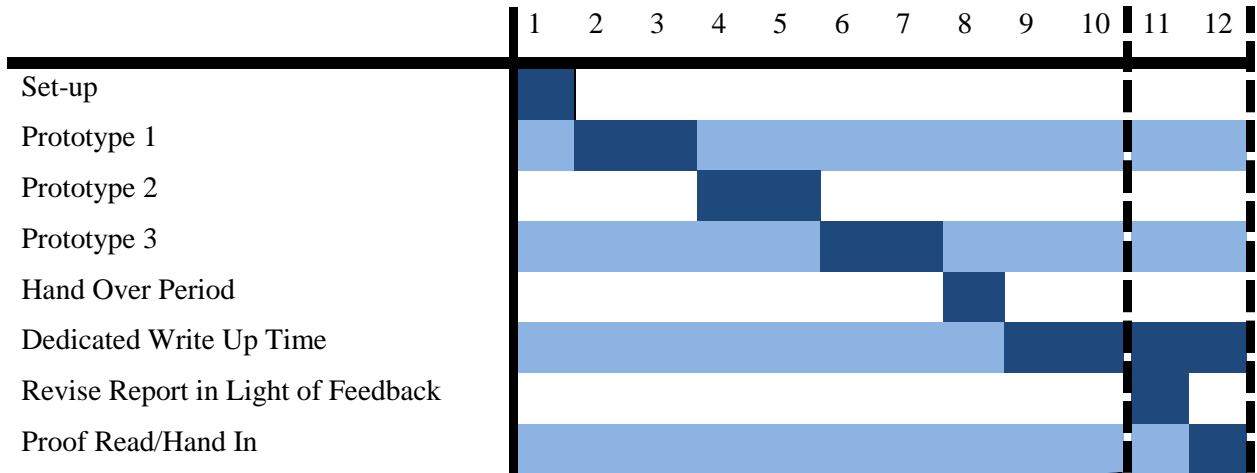 1 2 3 4 5 6 7 8 9 10 11 12
Set-up
Prototype 1
Prototype 2
Prototype 3
Hand Over Period
Dedicated Write Up Time
Revise Report in Light of Feedback
Proof Read/Hand In